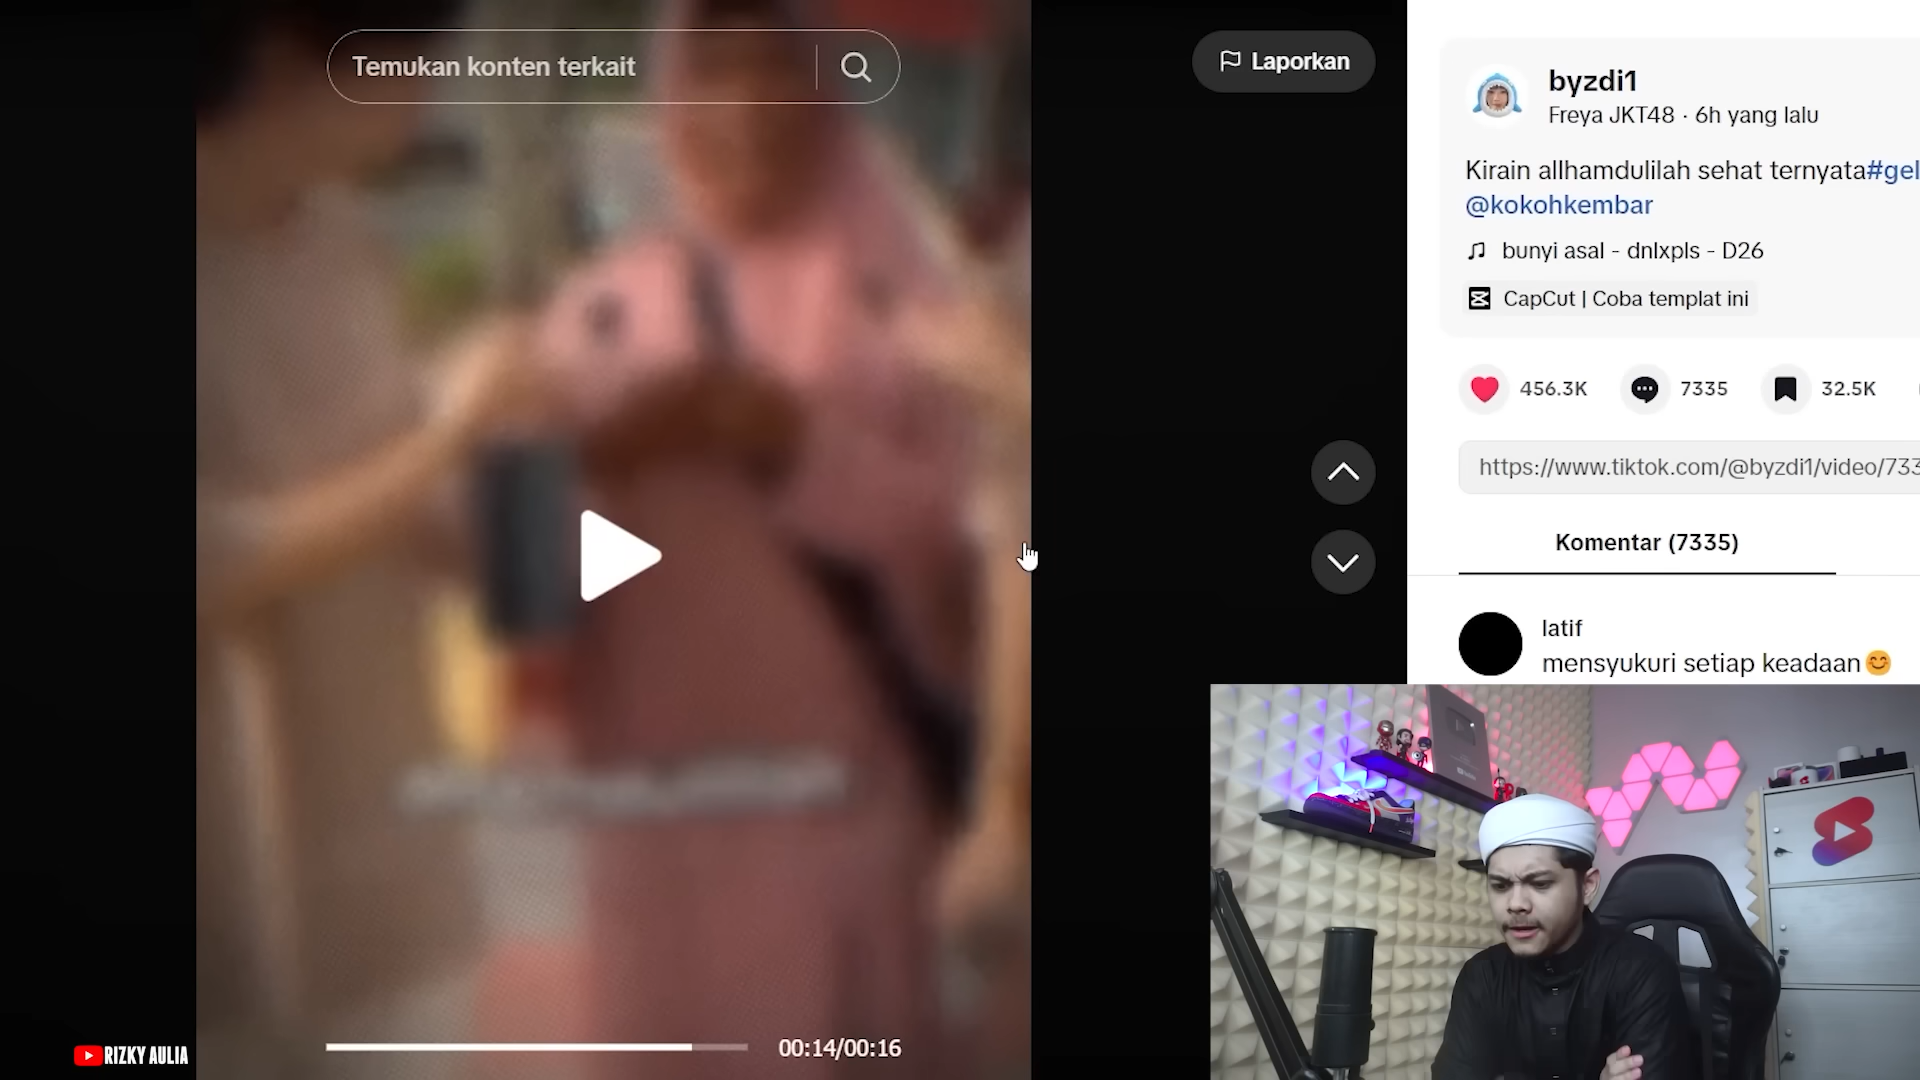 Temukan konten terkait
Laporkan
byzdi1
Freya JKT48 · 6h yang lalu
Kirain allhamdulilah sehat ternyata#gel
@kokohkembar
bunyi asal - dnlxpls - D26
CapCut | Coba templat ini
456.3K
7335
32.5K
https://www.tiktok.com/@byzdi1/video/733
Komentar (7335)
latif
mensyukuri setiap keadaan😊
00:14/00:16
RIZKY AULIA